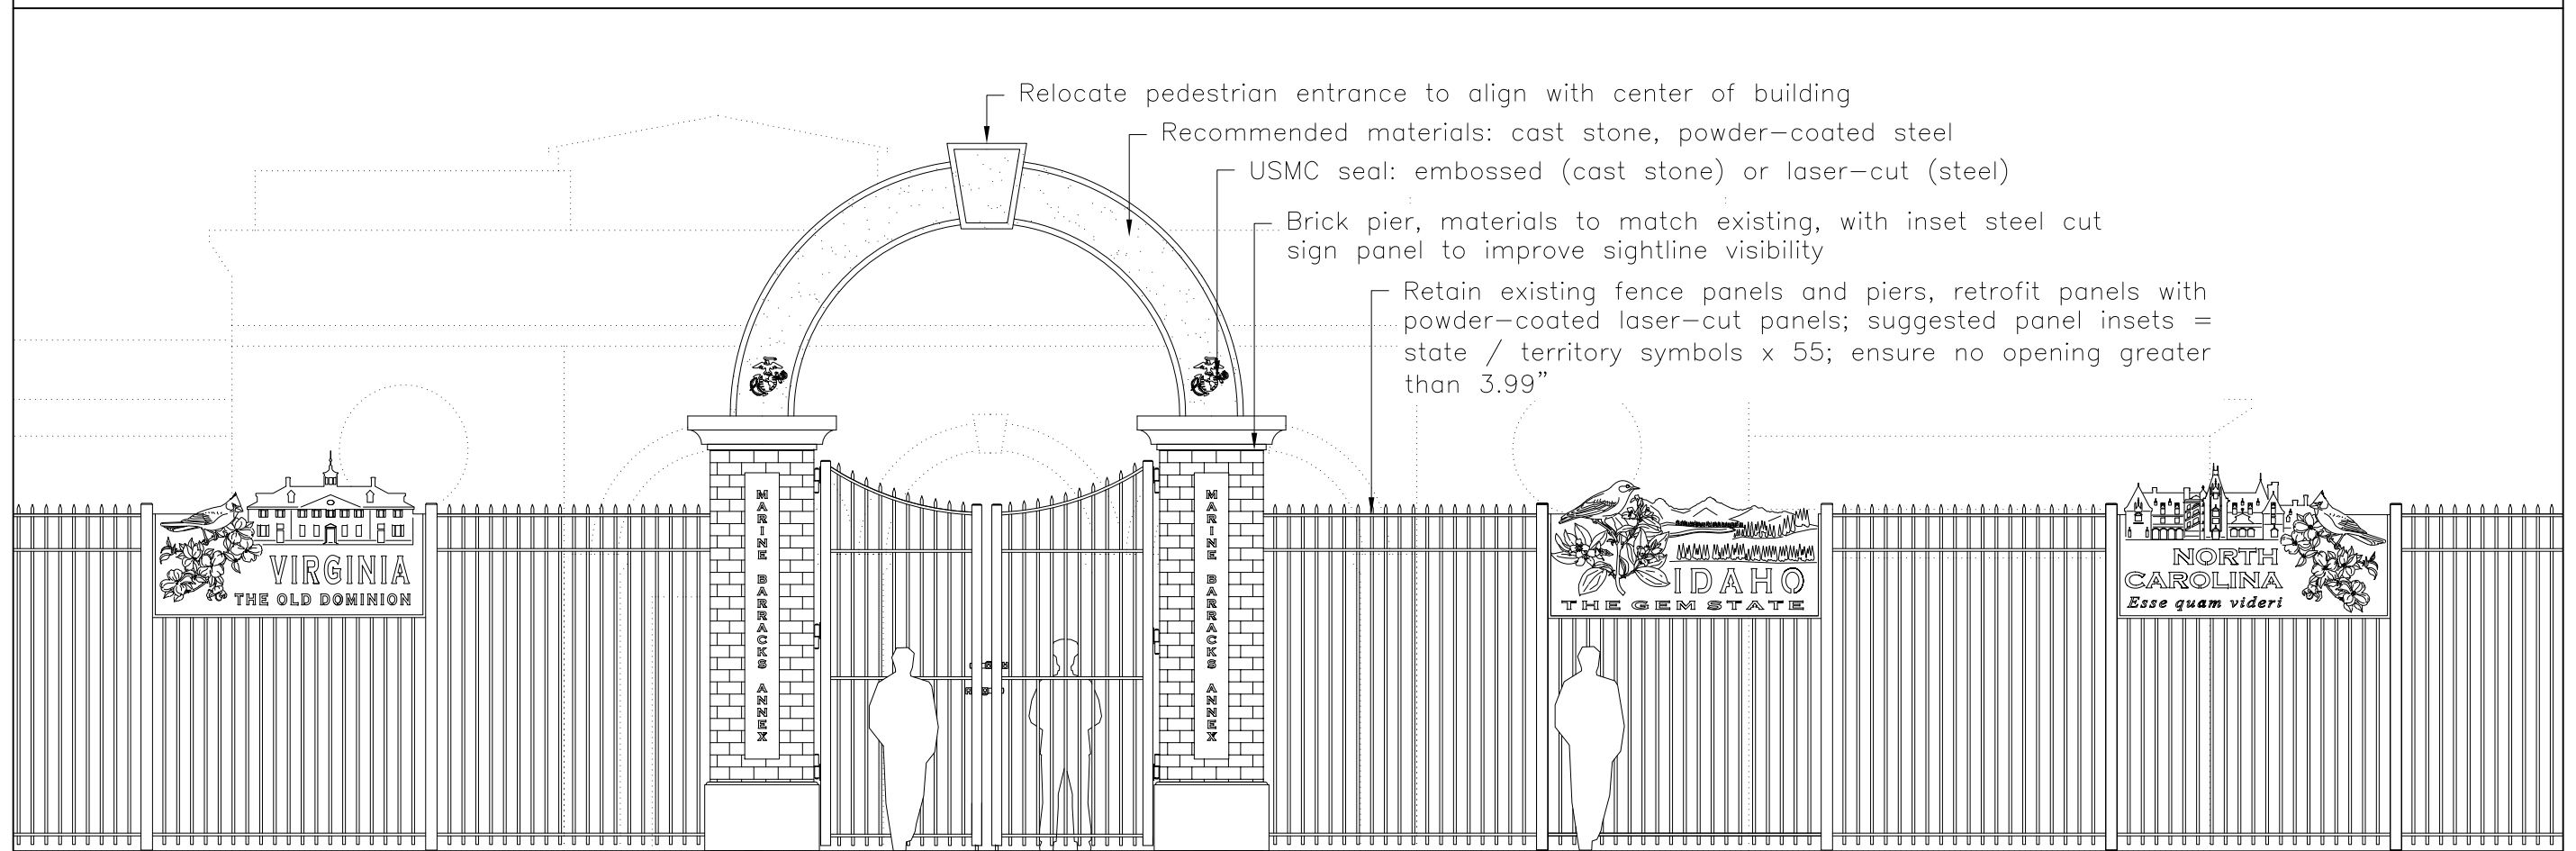 Relocate pedestrian entrance to align with center of building
Recommended materials: cast stone, powder-coated steel
USMC seal: embossed (cast stone) or laser-cut (steel)
Brick pier, materials to match existing, with inset steel cut
sign panel to improve sightline visibility
Retain existing fence panels and piers, retrofit panels with
powder-coated laser-cut panels; suggested panel insets =
state / territory symbols x 55; ensure no opening greater
than 3.99"
VIRGINIA
THE OLD DOMINION
MARINE BARRACKS ANNEX
MARINE BARRACKS ANNEX
IDAHO
THE GEM STATE
NORTH
CAROLINA
Esse quam videri